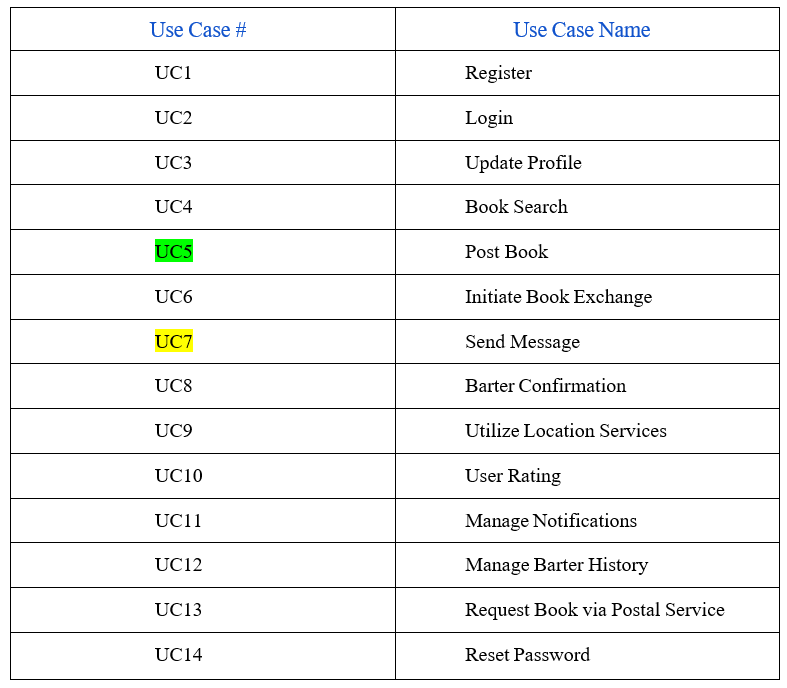 Use Case # Use Case Name
UC1 Register
UC2 Login
UC3 Update Profile
UC4 Book Search
UC5 Post Book
UC6 Initiate Book Exchange
UC7 Send Message
UC8 Barter Confirmation
UC9 Utilize Location Services
UC10 User Rating
UC11 Manage Notifications
UC12 Manage Barter History
UC13 Request Book via Postal Service
UC14 Reset Password